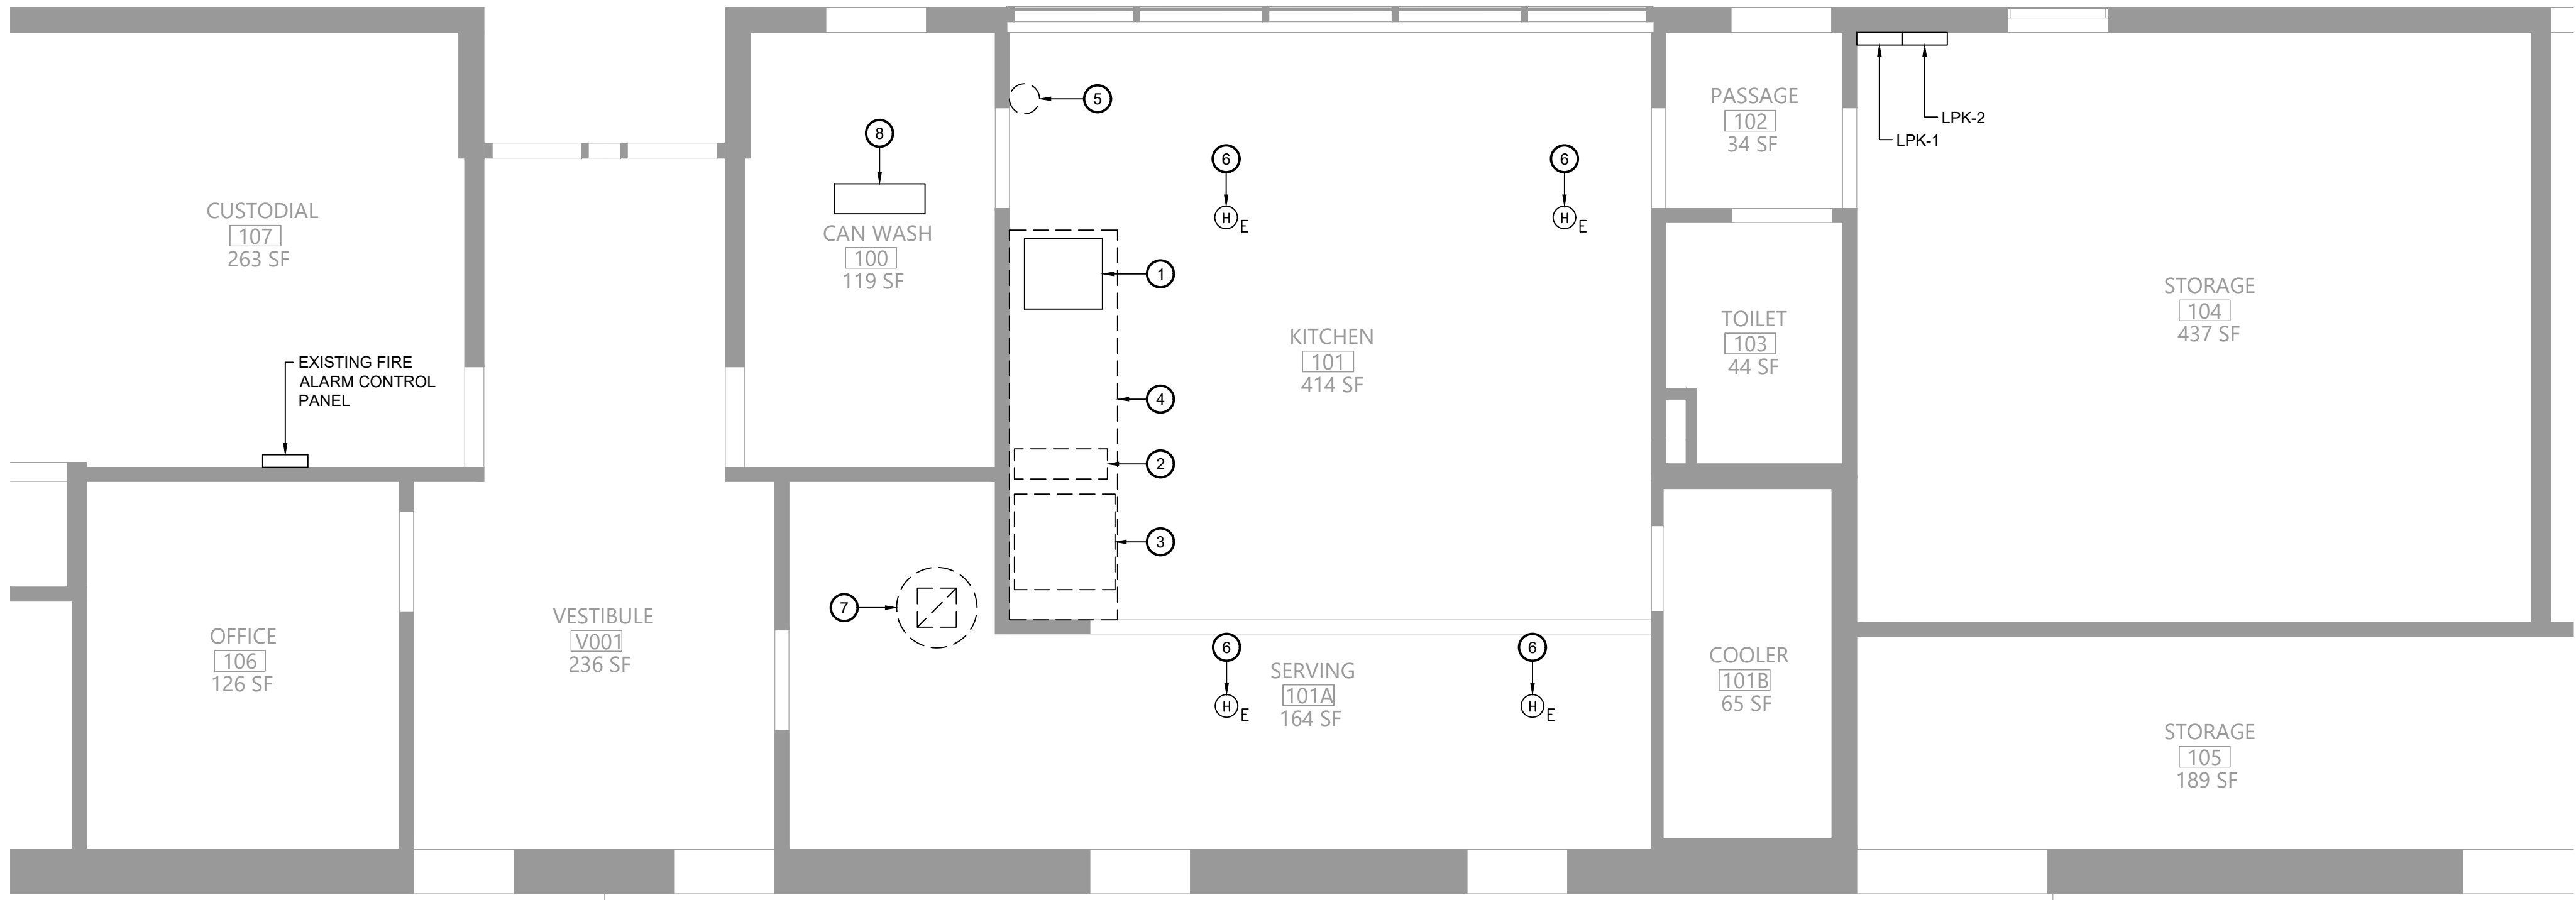 CUSTODIAL
107
263 SF
EXISTING FIRE
ALARM CONTROL
PANEL
OFFICE
106
126 SF
VESTIBULE
V001
236 SF
8
CAN WASH
100
119 SF
5
6
H
E
6
H
E
1
4
2
3
7
KITCHEN
101
414 SF
6
H
E
6
H
E
SERVING
101A
164 SF
PASSAGE
102
34 SF
TOILET
103
44 SF
COOLER
101B
65 SF
LPK-2
LPK-1
STORAGE
104
437 SF
STORAGE
105
189 SF